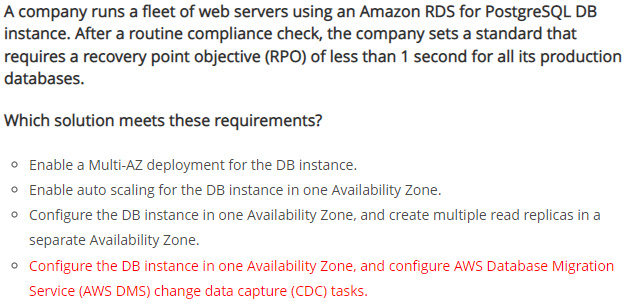 A company runs a fleet of web servers using an Amazon RDS for PostgreSQL DB
instance. After a routine compliance check, the company sets a standard that
requires a recovery point objective (RPO) of less than 1 second for all its production
databases.
Which solution meets these requirements?
Enable a Multi-AZ deployment for the DB instance.
Enable auto scaling for the DB instance in one Availability Zone.
Configure the DB instance in one Availability Zone, and create multiple read replicas in a
separate Availability Zone.
Configure the DB instance in one Availability Zone, and configure AWS Database Migration
Service (AWS DMS) change data capture (CDC) tasks.